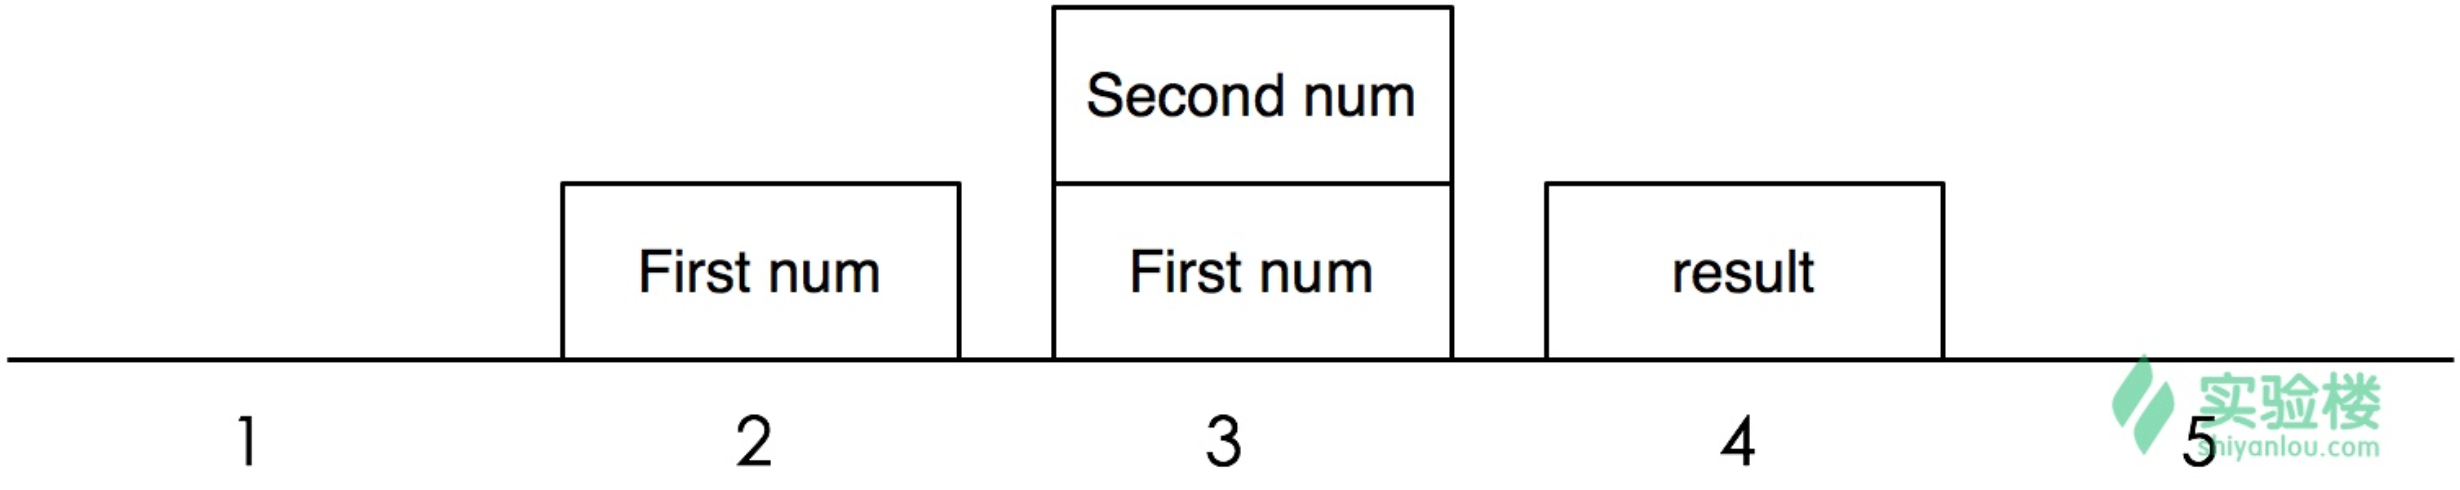 Second num
First num
First num
result
1
2
3
4
5
实验楼
shiyanlou.com